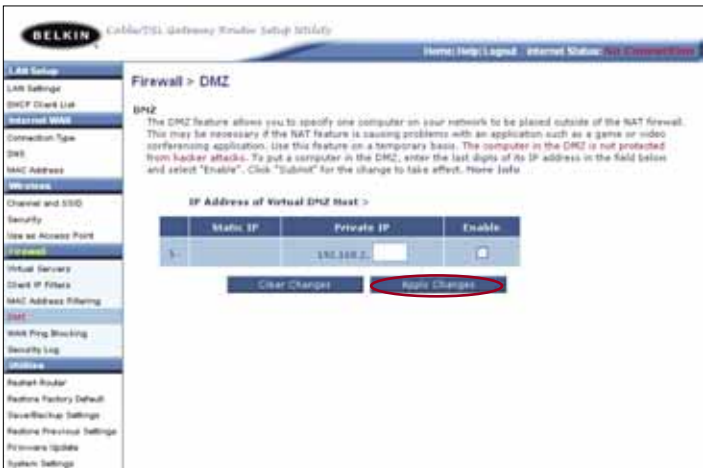 BELKIN
Cable/DSL Gateway Router Setup Utility
Home|Help|Logout Internet Status: No Connection
LAN Setup
LAN Settings
DHCP Client List
Internet WAN
Connection Type
DNS
MAC Address
Wireless
Channel and SSID
Security
Use as Access Point
Firewall
Virtual Servers
Client IP Filters
MAC Address Filtering
DMZ
WAN Ping Blocking
Security Log
Utilities
Restart Router
Restore Factory Default
Save/Backup Settings
Restore Previous Settings
Firmware Update
System Settings
Firewall > DMZ
DMZ
The DMZ feature allows you to specify one computer on your network to be placed outside of the NAT firewall.
This may be necessary if the NAT feature is causing problems with an application such as a game or video
conferencing application. Use this feature on a temporary basis. The computer in the DMZ is not protected
from hacker attacks. To put a computer in the DMZ, enter the last digits of its IP address in the field below
and select "Enable". Click "Submit" for the change to take effect. More Info
IP Address of Virtual DMZ Host >
Static IP Private IP Enable
192.168.2.
Clear Changes Apply Changes